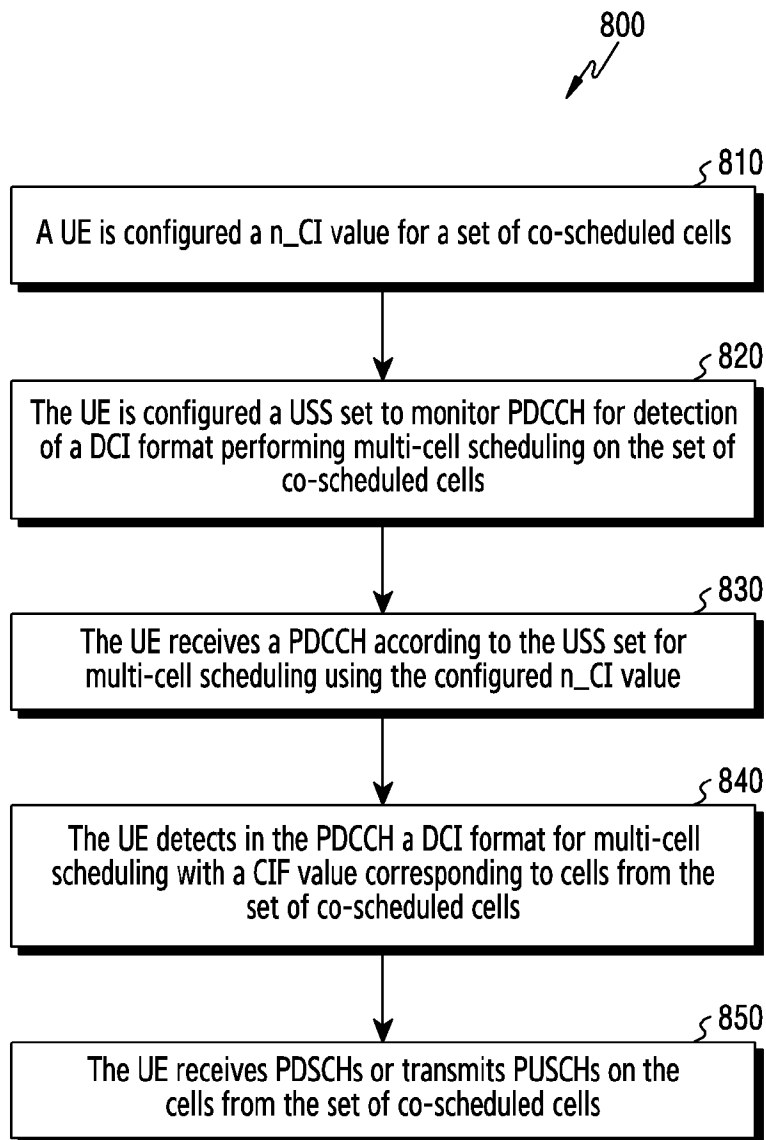 800
810
A UE is configured a n_CI value for a set of co-scheduled cells
820
The UE is configured a USS set to monitor PDCCH for detection
of a DCI format performing multi-cell scheduling on the set of
co-scheduled cells
830
The UE receives a PDCCH according to the USS set for
multi-cell scheduling using the configured n_CI value
840
The UE detects in the PDCCH a DCI format for multi-cell
scheduling with a CIF value corresponding to cells from the
set of co-scheduled cells
850
The UE receives PDSCHs or transmits PUSCHs on the
cells from the set of co-scheduled cells